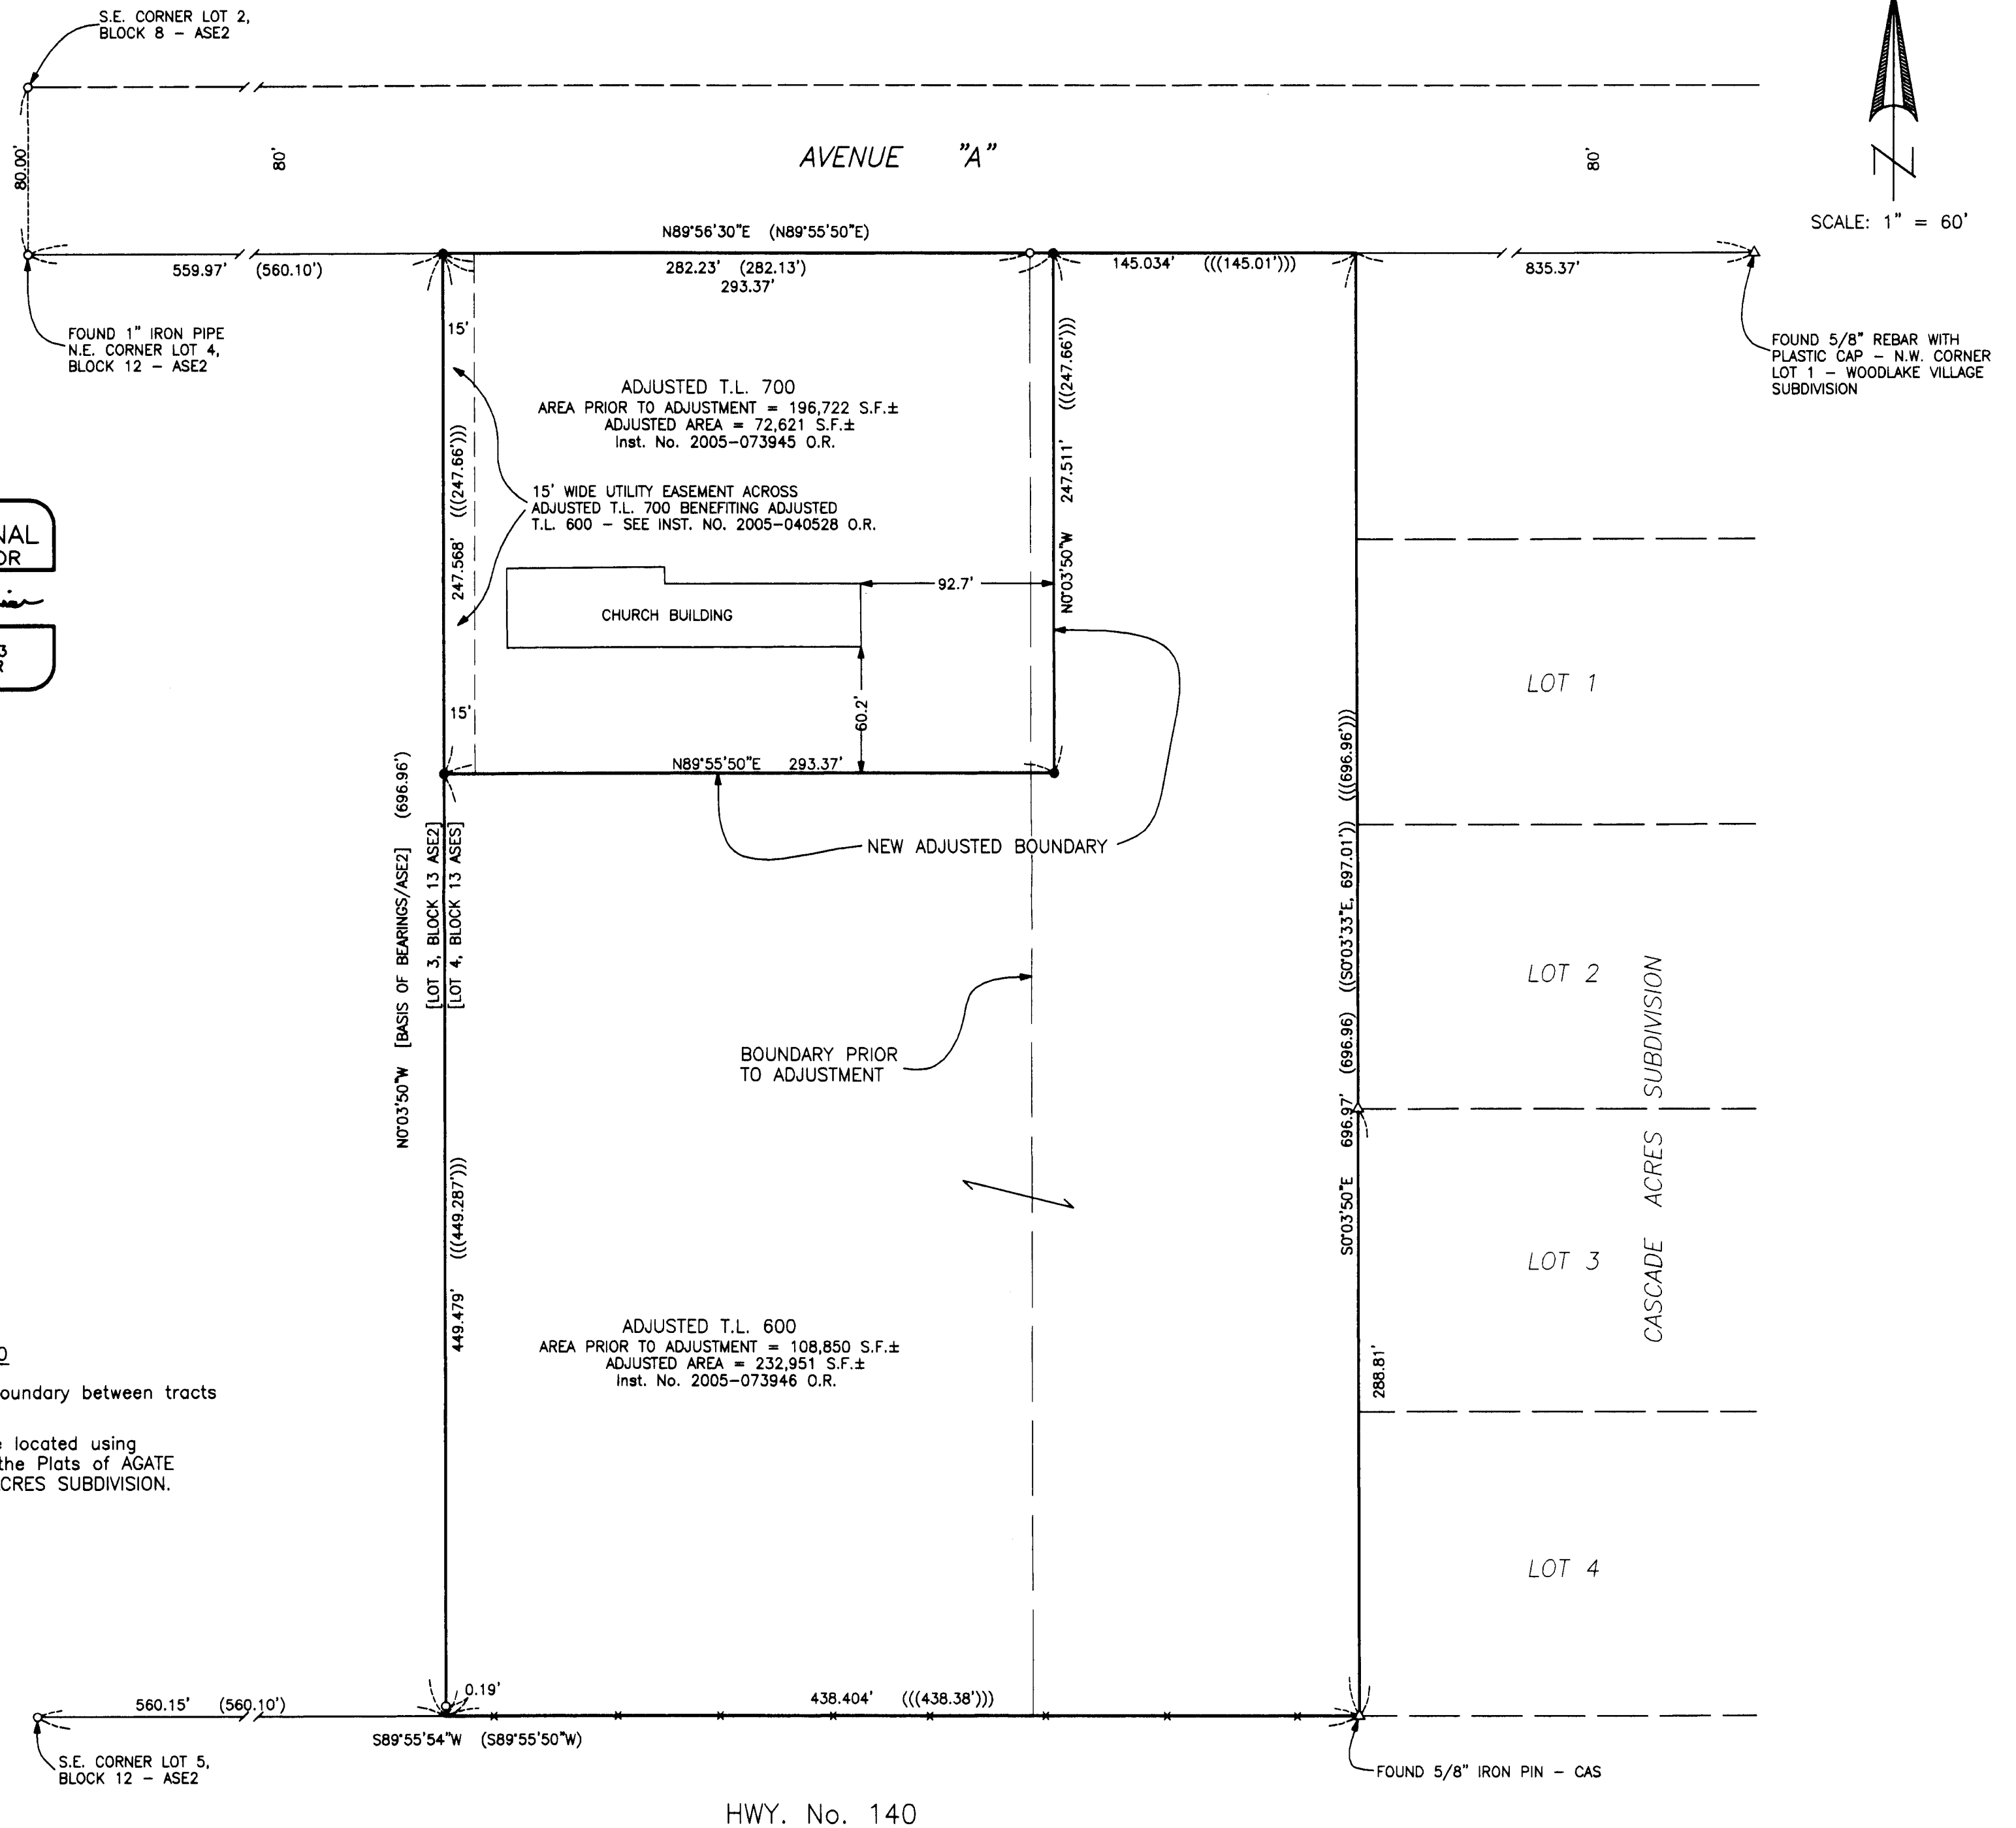 S.E. CORNER LOT 2,
BLOCK 8 – ASE2
80.00'
80'
AVENUE "A"
80'
N
SCALE: 1" = 60'
N89°56'30"E (N89°55'50"E)
559.97' (560.10')
282.23' (282.13')
293.37'
145.034' (((145.01')))
835.37'
FOUND 1" IRON PIPE
N.E. CORNER LOT 4,
BLOCK 12 – ASE2
FOUND 5/8" REBAR WITH
PLASTIC CAP – N.W. CORNER
LOT 1 – WOODLAKE VILLAGE
SUBDIVISION
15'
247.568' (((247.66')))
ADJUSTED T.L. 700
AREA PRIOR TO ADJUSTMENT = 196,722 S.F.±
ADJUSTED AREA = 72,621 S.F.±
Inst. No. 2005–073945 O.R.
N0°03'50"W 247.511' (((247.66')))
15' WIDE UTILITY EASEMENT ACROSS
ADJUSTED T.L. 700 BENEFITING ADJUSTED
T.L. 600 – SEE INST. NO. 2005–040528 O.R.
NAL
OR
3
R
92.7'
CHURCH BUILDING
60.2'
15'
N89°55'50"E 293.37'
NEW ADJUSTED BOUNDARY
N0°03'50"W [BASIS OF BEARINGS/ASE2] (696.96')
[LOT 3, BLOCK 13 ASE2]
[LOT 4, BLOCK 13 ASES]
LOT 1
S0°03'50"E 696.97' (696.96) ((S0°03'33"E, 697.01')) (((696.96')))
LOT 2
CASCADE ACRES SUBDIVISION
BOUNDARY PRIOR
TO ADJUSTMENT
449.479' (((449.287')))
LOT 3
ADJUSTED T.L. 600
AREA PRIOR TO ADJUSTMENT = 108,850 S.F.±
ADJUSTED AREA = 232,951 S.F.±
Inst. No. 2005–073946 O.R.
288.81'
0
oundary between tracts
e located using
the Plats of AGATE
CRES SUBDIVISION.
LOT 4
560.15' (560.10')
0.19'
438.404' (((438.38')))
S89°55'54"W (S89°55'50"W)
S.E. CORNER LOT 5,
BLOCK 12 – ASE2
FOUND 5/8" IRON PIN – CAS
HWY. No. 140